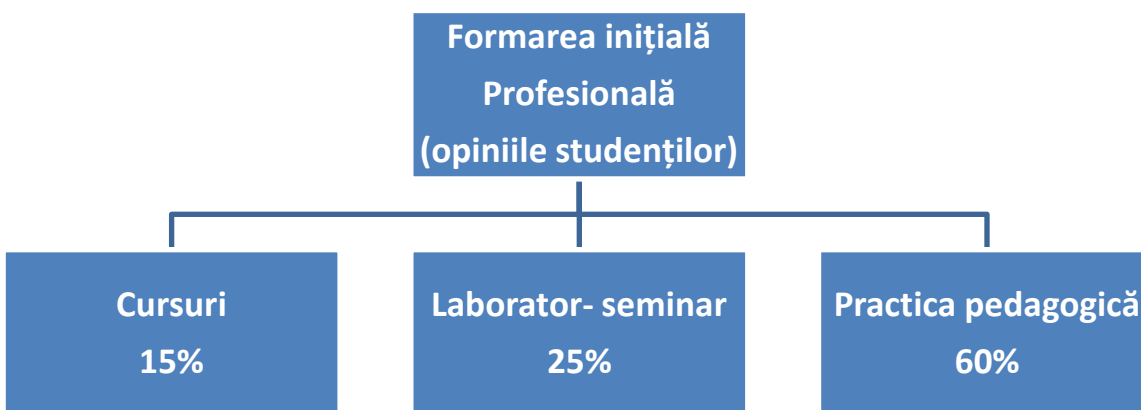 Formarea inițială
Profesională
(opiniile studenților)
Cursuri
15%
Laborator- seminar
25%
Practica pedagogică
60%